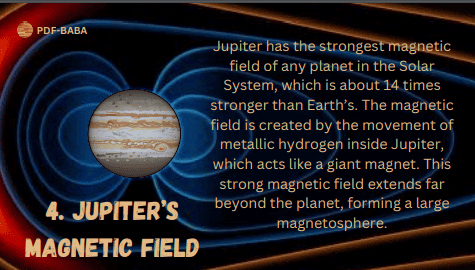 PDF-BABA
Jupiter has the strongest magnetic
field of any planet in the Solar
System, which is about 14 times
stronger than Earth's. The magnetic
field is created by the movement of
metallic hydrogen inside Jupiter,
which acts like a giant magnet. This
strong magnetic field extends far
beyond the planet, forming a large
magnetosphere.
4. JUPITER'S
MAGNETIC FIELD